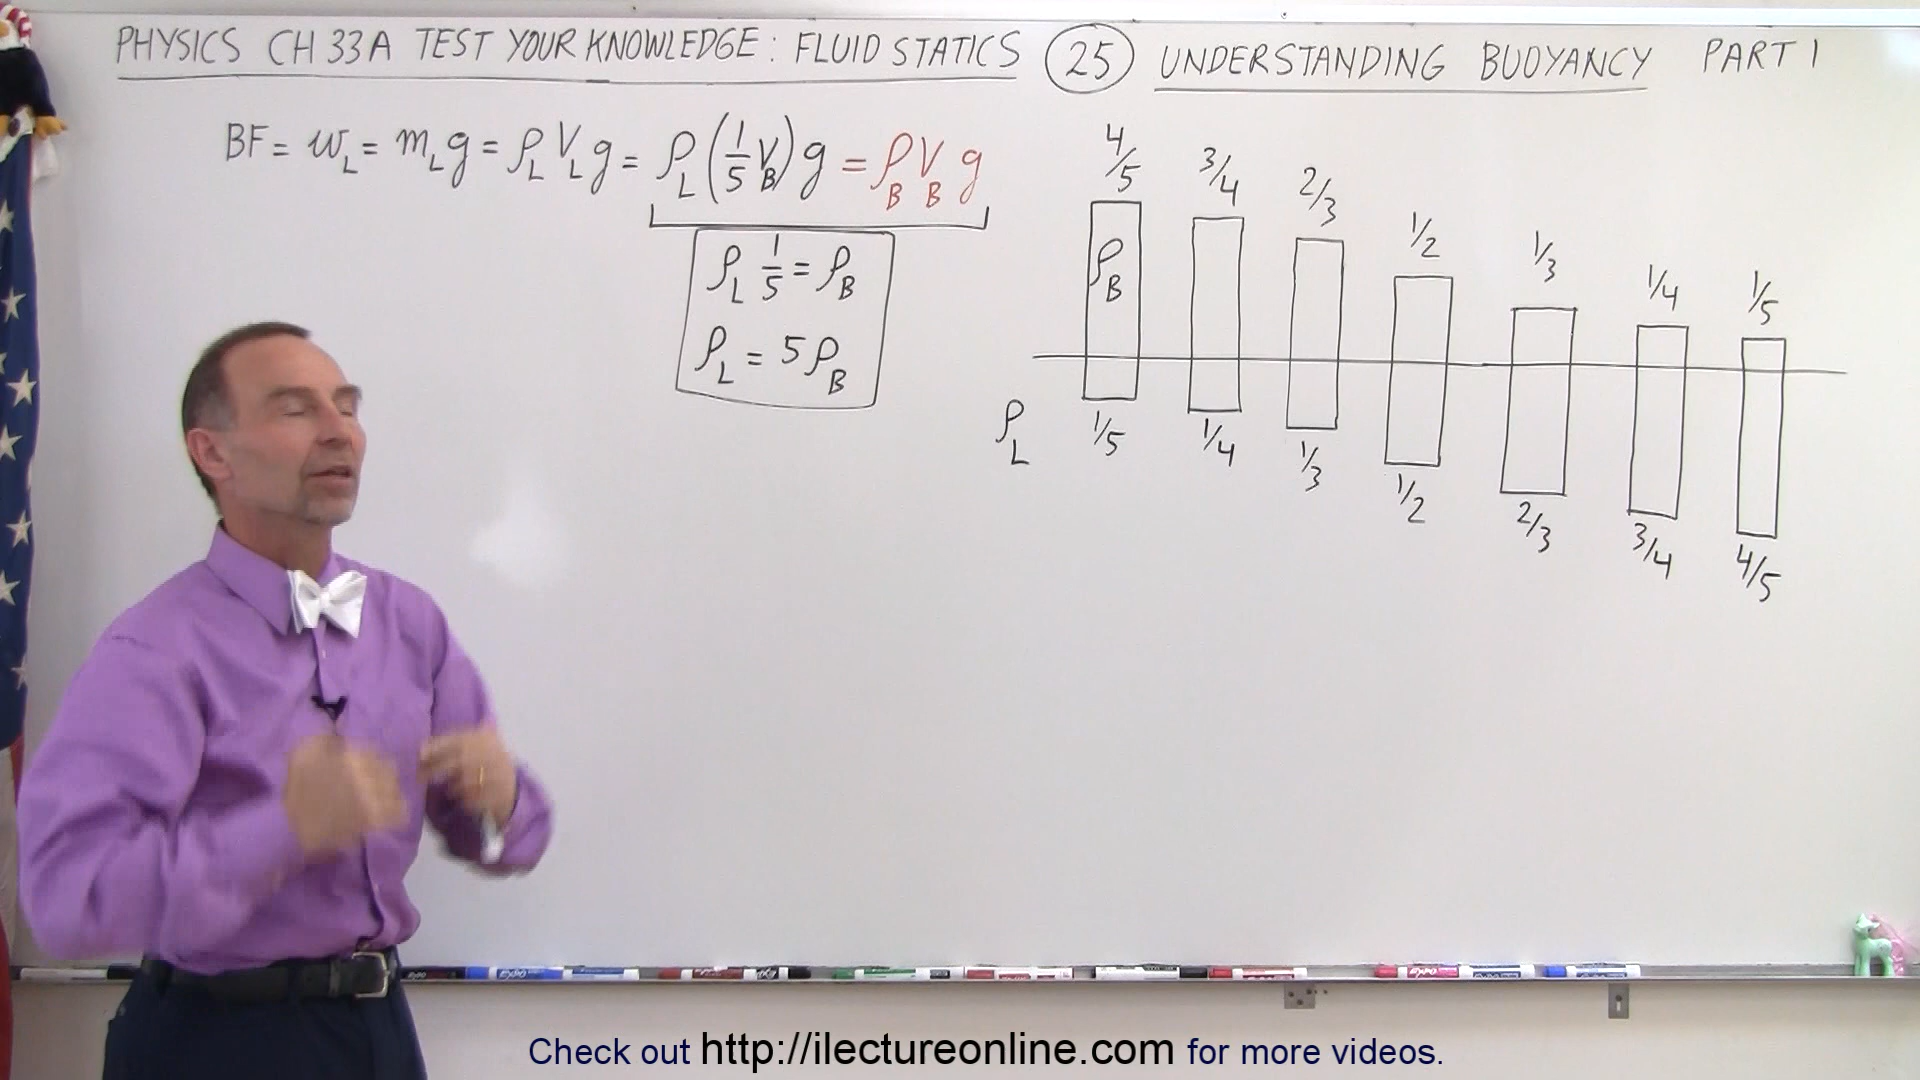 PHYSICS CH 33A TEST YOUR KNOWLEDGE: FLUID STATICS 25 UNDERSTANDING BUOYANCY PART 1
BF = w_L = m_L g = ρ_L V_L g = ρ_L (1/5 V_B) g = ρ_B V_B g
ρ_L 1/5 = ρ_B
ρ_L = 5 ρ_B
4/5 3/4 2/3 1/2 1/3 1/4 1/5
ρ_B
ρ_L
1/5 1/4 1/3 1/2 2/3 3/4 4/5
EXPO
Check out http://ilectureonline.com for more videos.